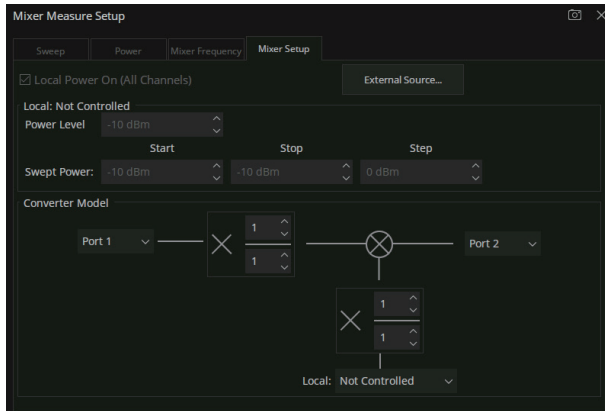 Mixer Measure Setup
Sweep Power Mixer Frequency Mixer Setup
Local Power On (All Channels) External Source...
Local: Not Controlled
Power Level -10 dBm
Start Stop Step
Swept Power: -10 dBm -10 dBm 0 dBm
Converter Model
Port 1 1 Port 2
1
1
1
Local: Not Controlled